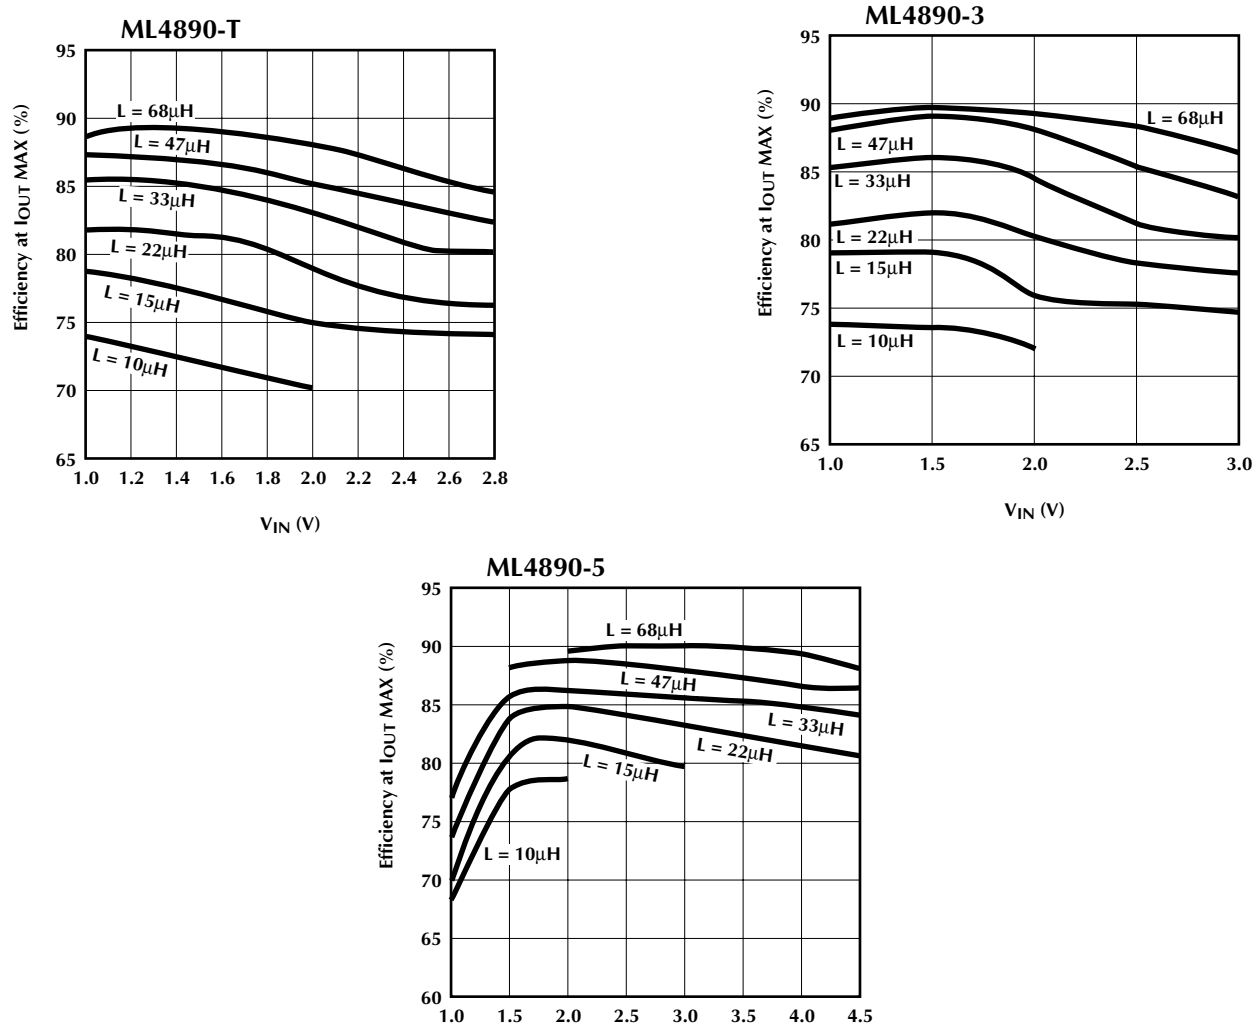 ML4890-T
Efficiency at IOUT MAX (%)
95
90
85
80
75
70
65
L = 68µH
L = 47µH
L = 33µH
L = 22µH
L = 15µH
L = 10µH
1.0 1.2 1.4 1.6 1.8 2.0 2.2 2.4 2.6 2.8
VIN (V)
ML4890-3
Efficiency at IOUT MAX (%)
95
90
85
80
75
70
65
L = 68µH
L = 47µH
L = 33µH
L = 22µH
L = 15µH
L = 10µH
1.0 1.5 2.0 2.5 3.0
VIN (V)
ML4890-5
Efficiency at IOUT MAX (%)
95
90
85
80
75
70
65
60
L = 68µH
L = 47µH
L = 33µH
L = 22µH
L = 15µH
L = 10µH
1.0 1.5 2.0 2.5 3.0 3.5 4.0 4.5